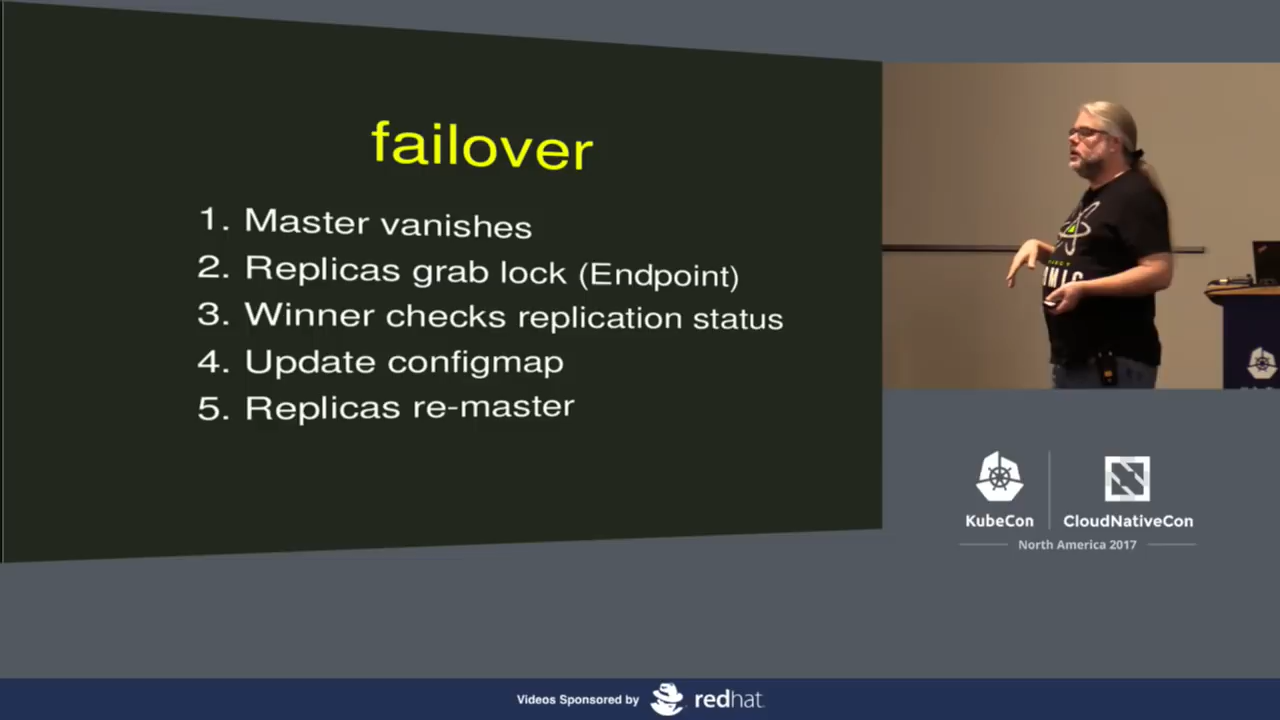 failover
1. Master vanishes
2. Replicas grab lock (Endpoint)
3. Winner checks replication status
4. Update configmap
5. Replicas re-master
KubeCon
CloudNativeCon
North America 2017
Videos Sponsored by
redhat